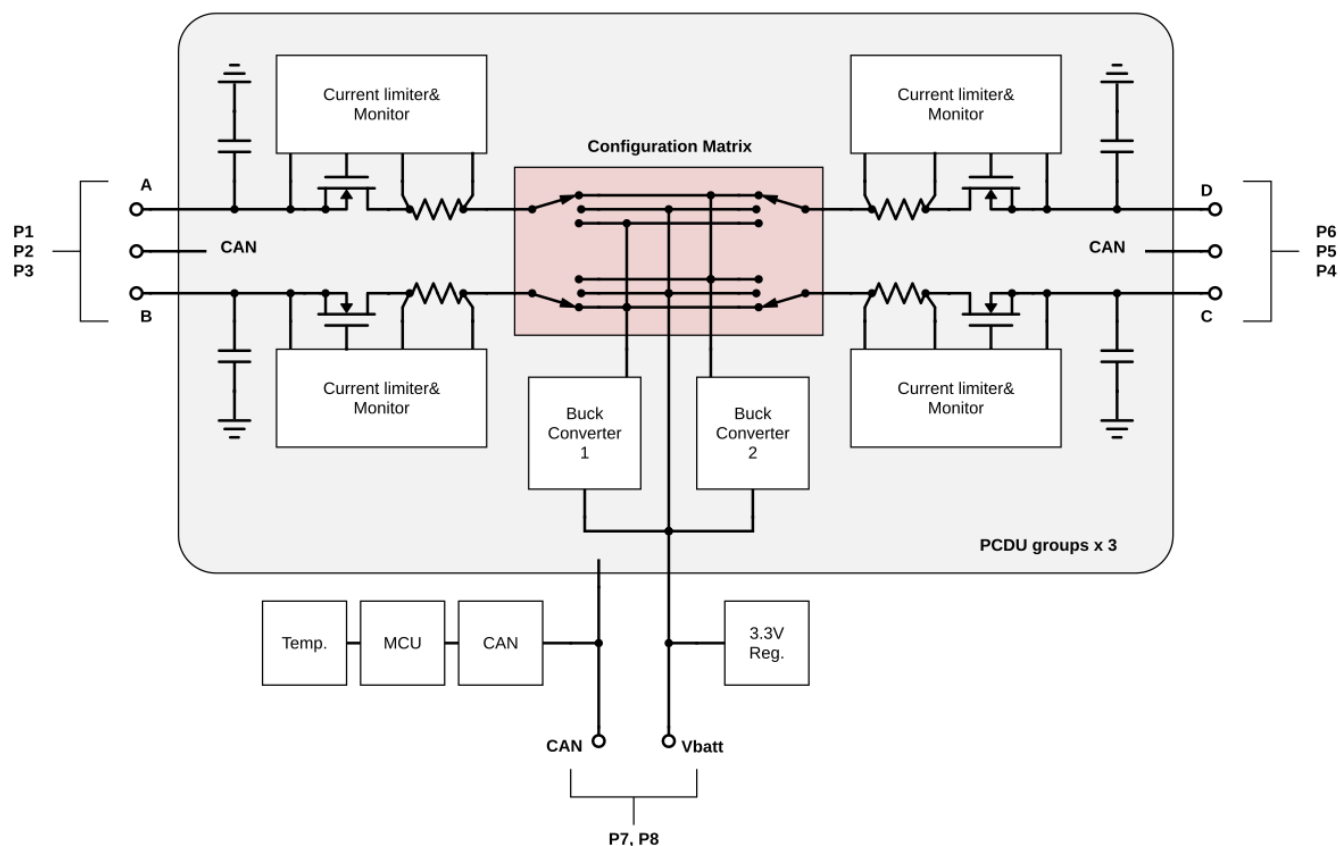 Current limiter&
Monitor
Current limiter&
Monitor
Configuration Matrix
A
D
P1
P2
P3
CAN
CAN
P6
P5
P4
B
C
Current limiter&
Monitor
Buck
Converter
1
Buck
Converter
2
Current limiter&
Monitor
PCDU groups x 3
Temp.
MCU
CAN
3.3V
Reg.
CAN
Vbatt
P7, P8